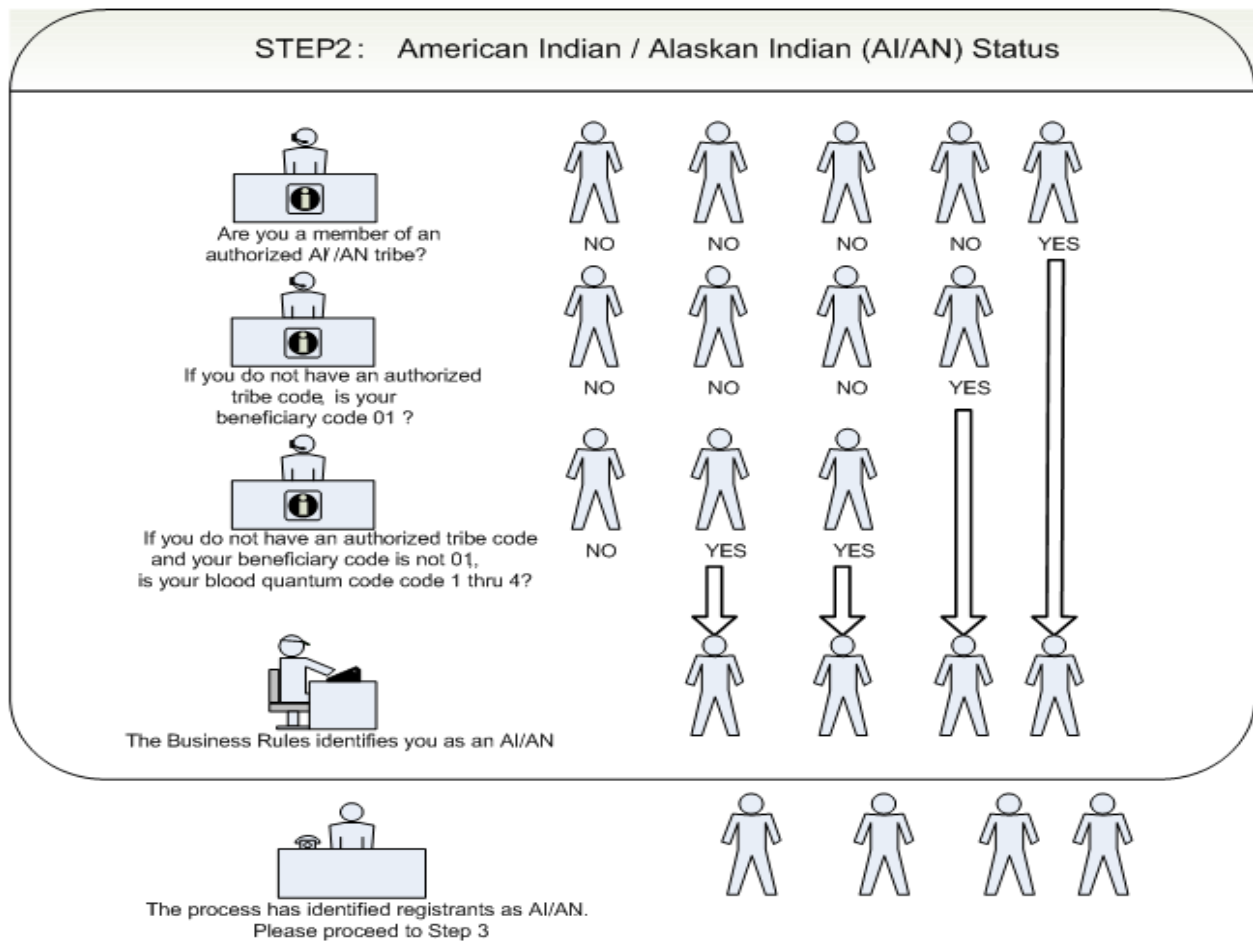 STEP2: American Indian / Alaskan Indian (AI/AN) Status
Are you a member of an
authorized AI/AN tribe?
NO NO NO NO YES
If you do not have an authorized
tribe code, is your
beneficiary code 01 ?
NO NO NO YES
If you do not have an authorized tribe code
and your beneficiary code is not 01,
is your blood quantum code code 1 thru 4?
NO YES YES
The Business Rules identifies you as an AI/AN
The process has identified registrants as AI/AN.
Please proceed to Step 3